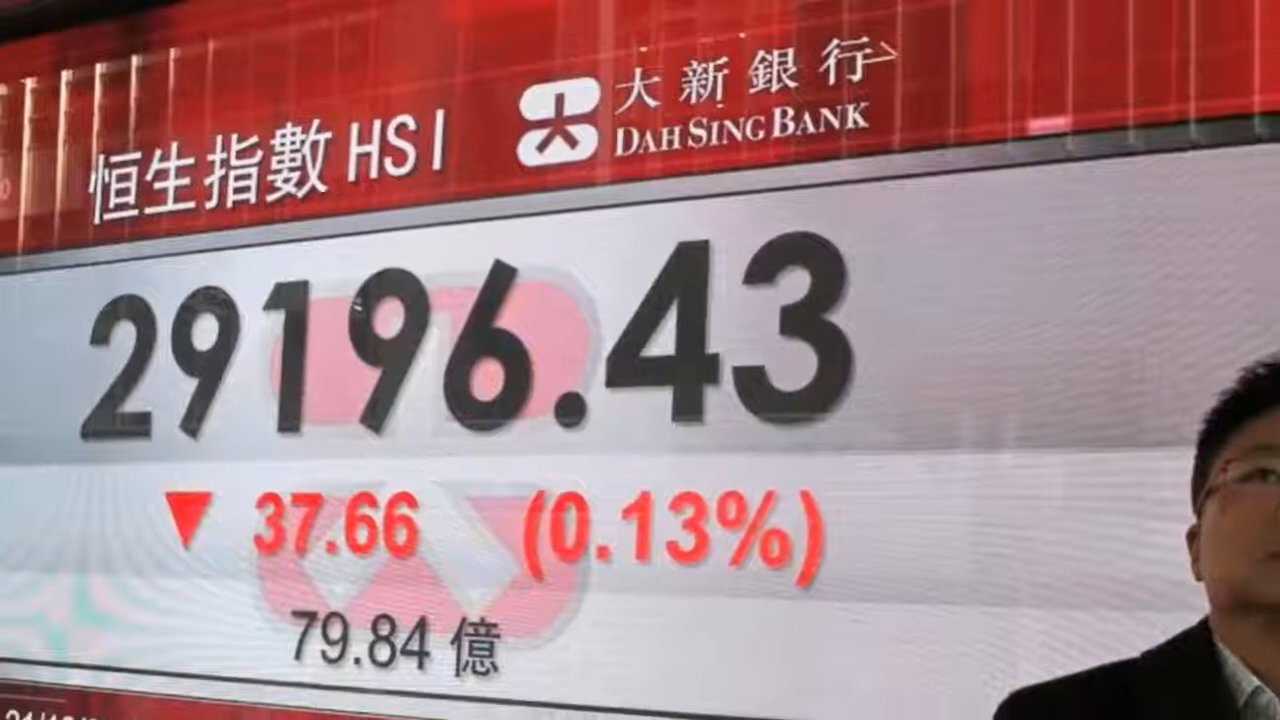 恒生指數 HSI
大新銀行
DAH SING BANK
29196.43
▼ 37.66 (0.13%)
79.84 億